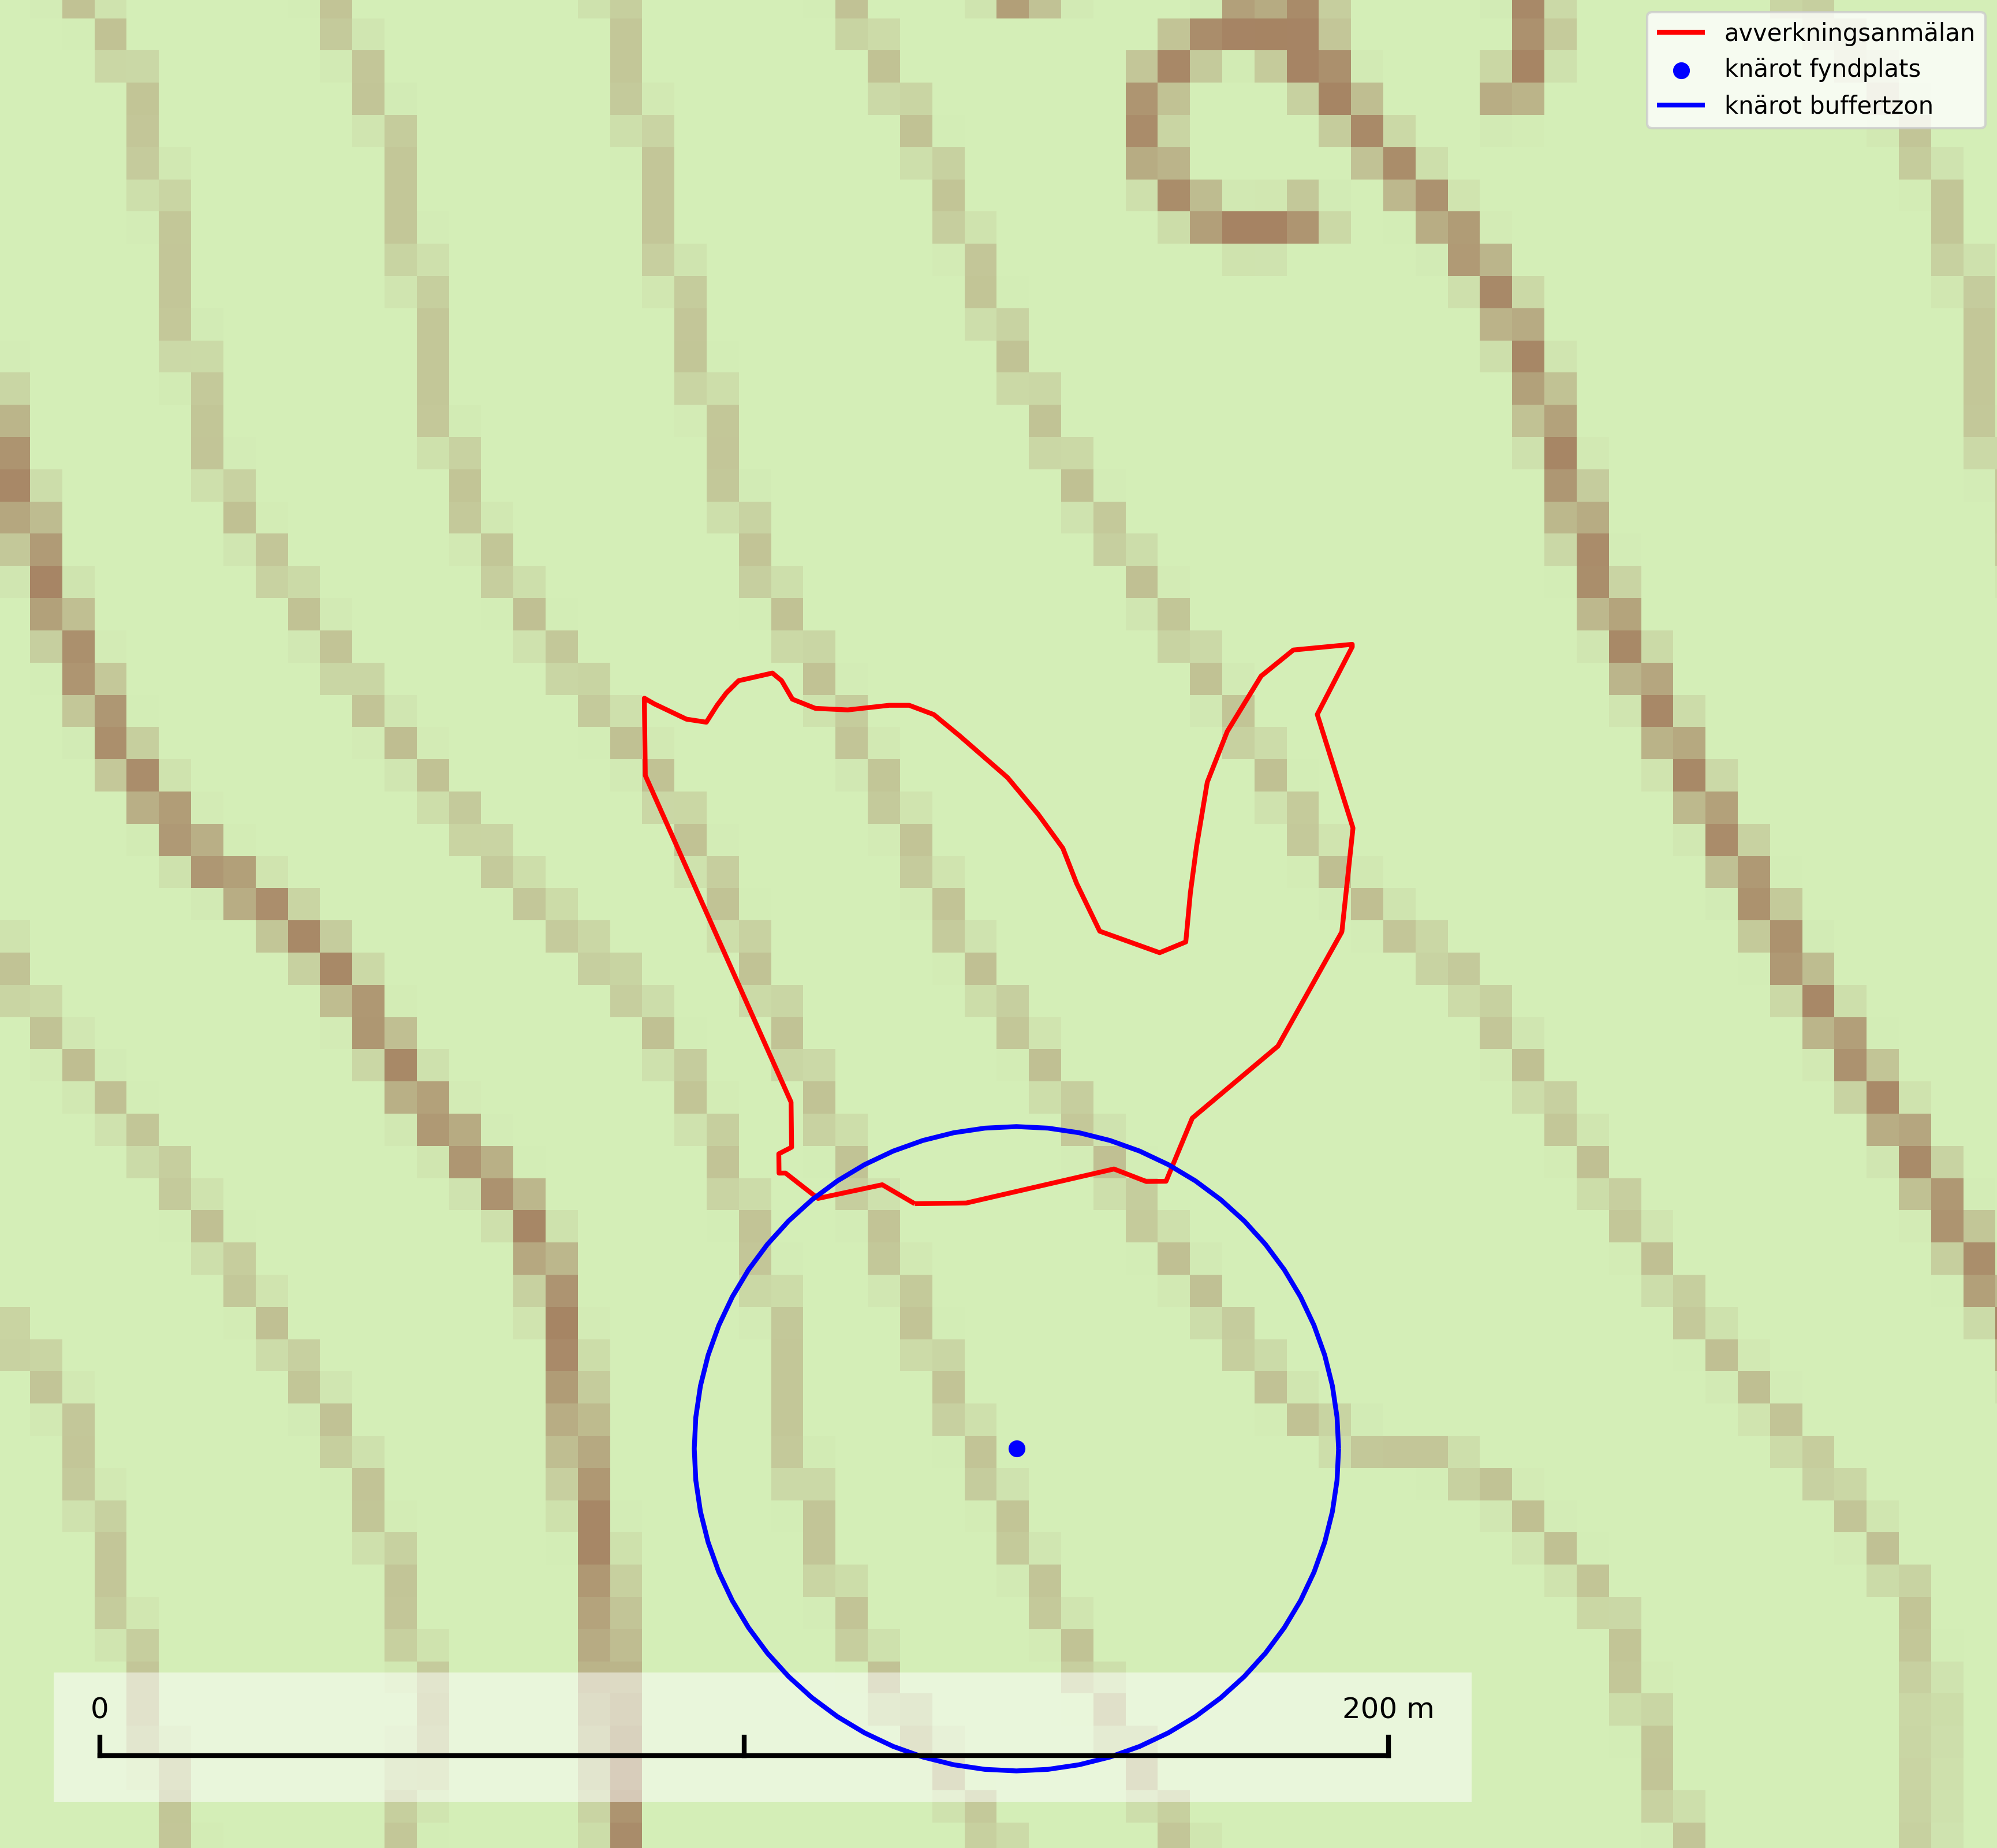 avverkningsanmälan
knärot fyndplats
knärot buffertzon
0
200 m